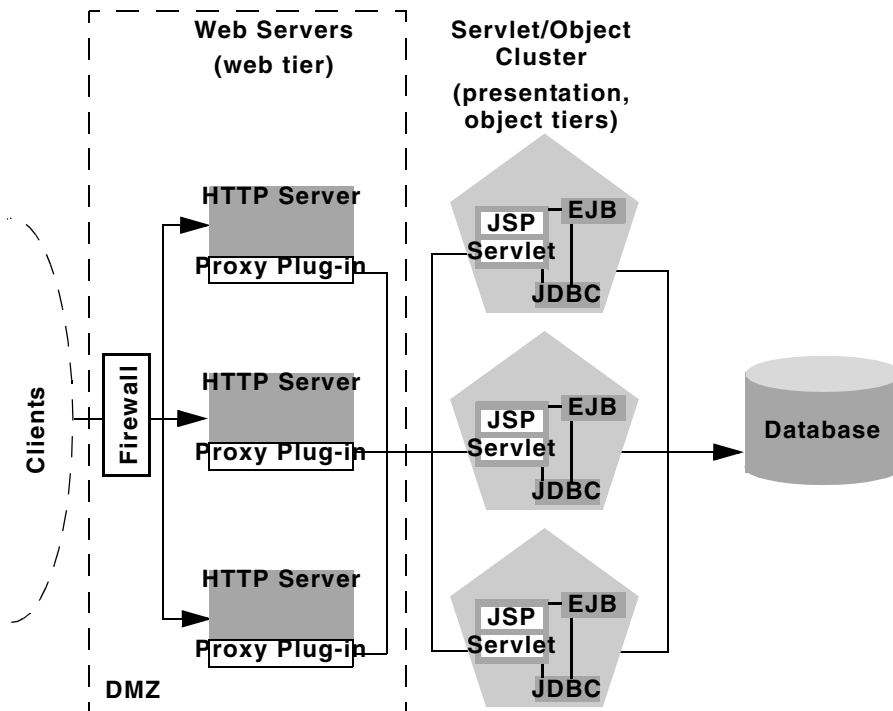 Web Servers
(web tier)
Servlet/Object
Cluster
(presentation,
object tiers)
HTTP Server
Proxy Plug-in
JSP
Servlet
EJB
JDBC
Clients
Firewall
HTTP Server
Proxy Plug-in
JSP
Servlet
EJB
JDBC
Database
HTTP Server
Proxy Plug-in
JSP
Servlet
EJB
JDBC
DMZ